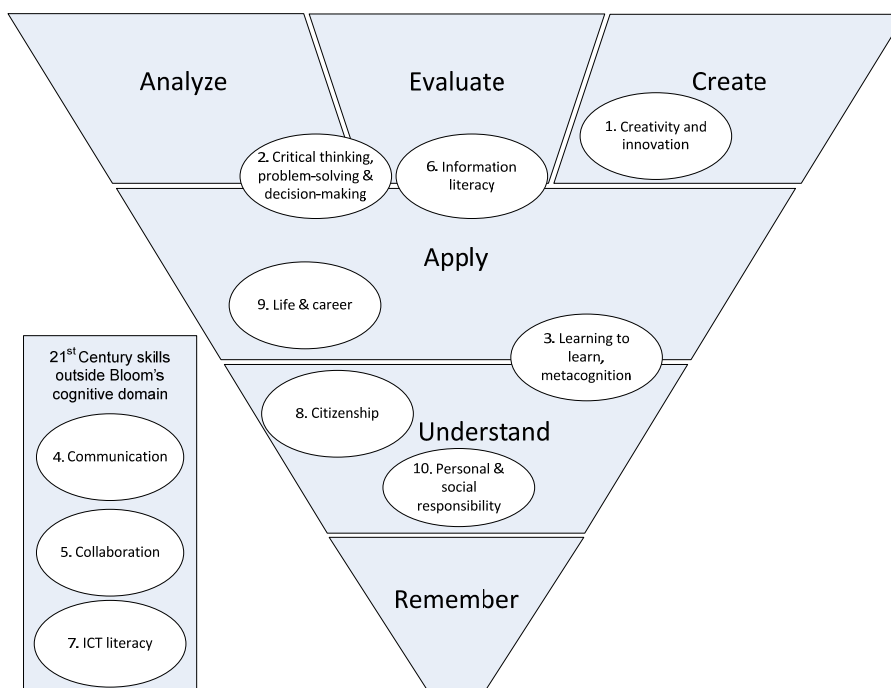 Analyze
Evaluate
Create
1. Creativity and
innovation
2. Critical thinking,
problem-solving &
decision-making
6. Information
literacy
Apply
9. Life & career
3. Learning to
learn,
metacognition
21st Century skills
outside Bloom's
cognitive domain
8. Citizenship
Understand
4. Communication
10. Personal &
social
responsibility
5. Collaboration
Remember
7. ICT literacy